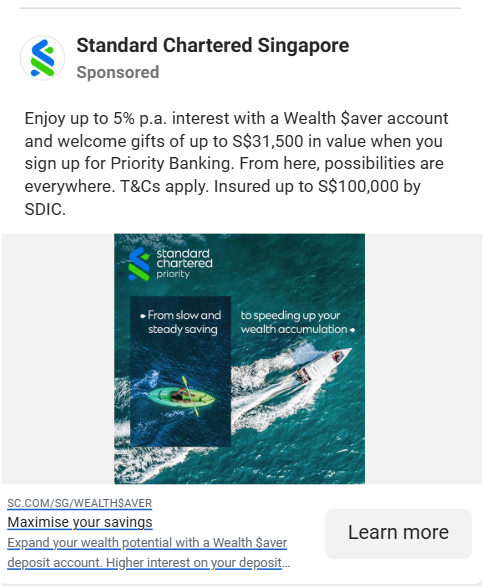 Standard Chartered Singapore
Sponsored
Enjoy up to 5% p.a. interest with a Wealth $aver account
and welcome gifts of up to S$31,500 in value when you
sign up for Priority Banking. From here, possibilities are
everywhere. T&Cs apply. Insured up to S$100,000 by
SDIC.
standard
chartered
priority
From slow and
steady saving
to speeding up your
wealth accumulation
SC.COM/SG/WEALTH$AVER
Maximise your savings
Expand your wealth potential with a Wealth $aver
deposit account. Higher interest on your deposit...
Learn more